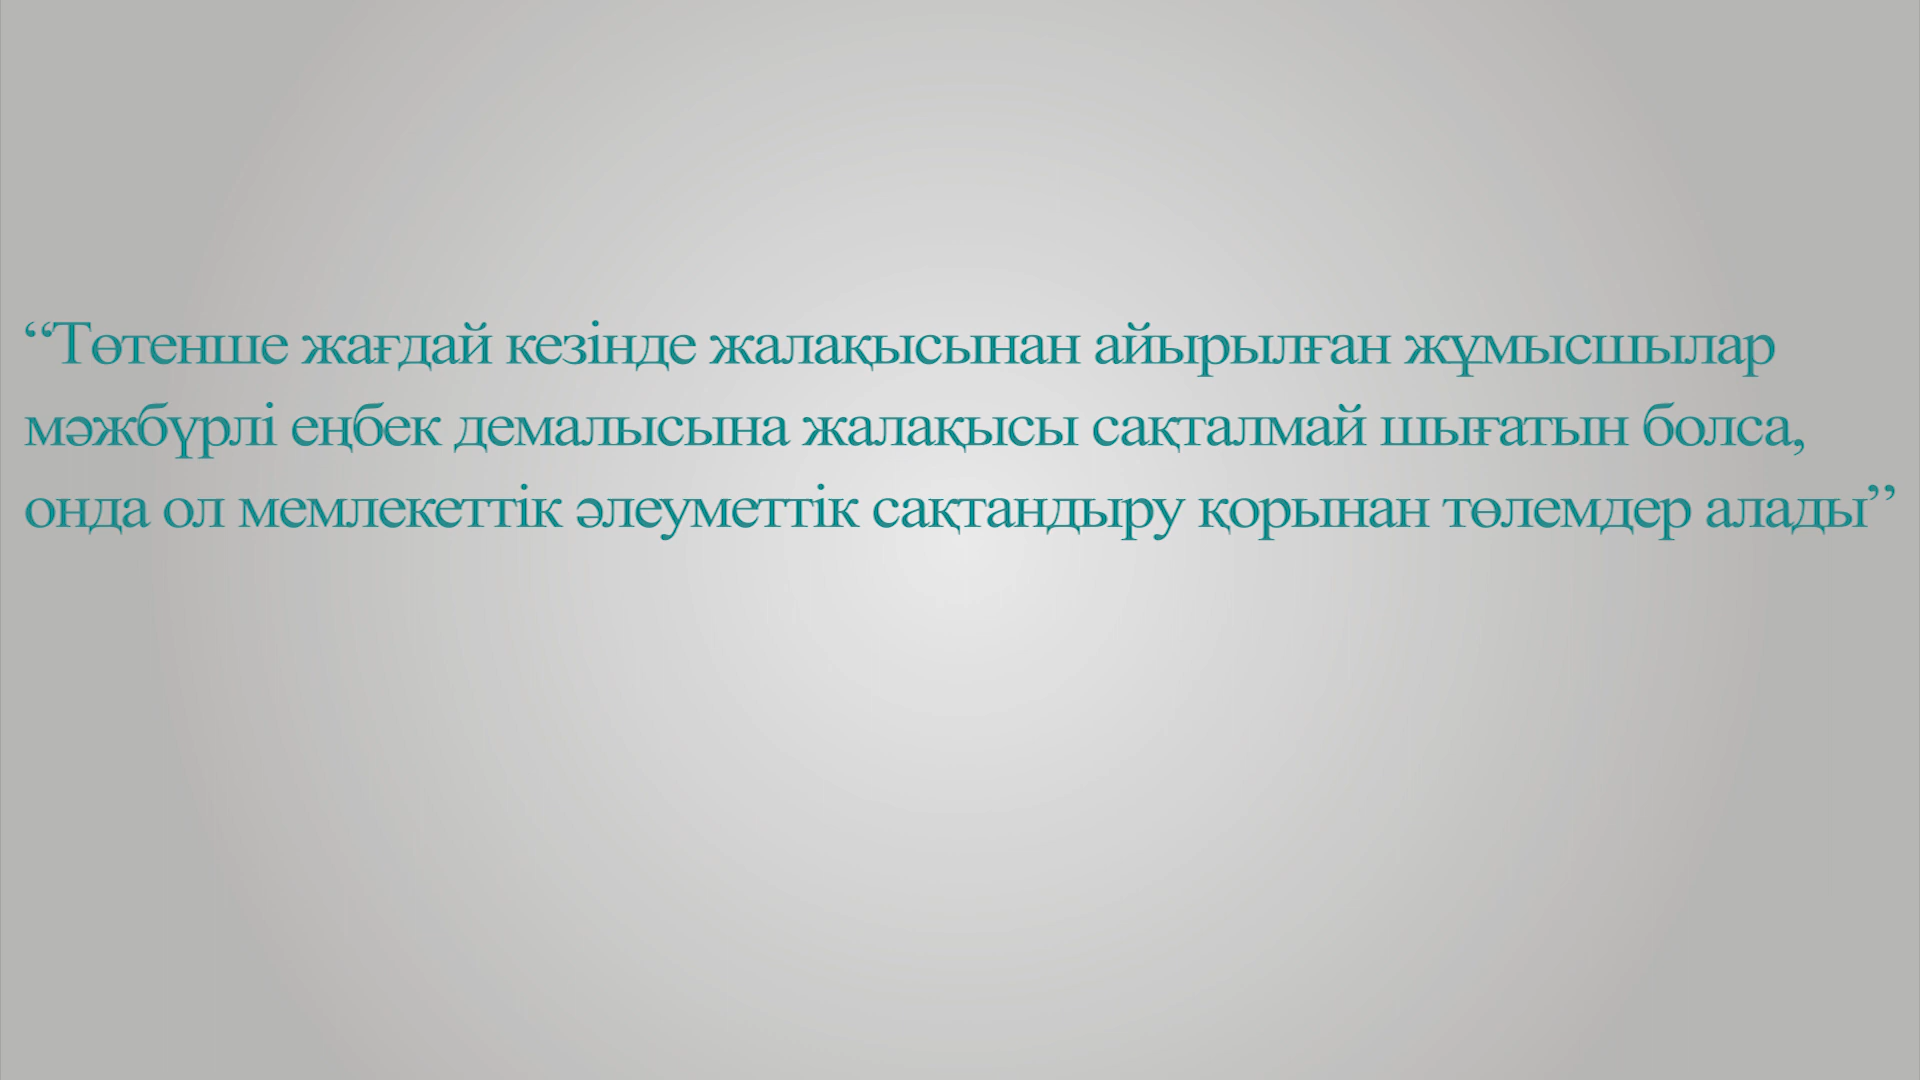 “Төтенше жағдай кезінде жалақысынан айырылған жұмысшылар
мәжбүрлі еңбек демалысына жалақысы сақталмай шығатын болса,
онда ол мемлекеттік әлеуметтік сақтандыру қорынан төлемдер алады”